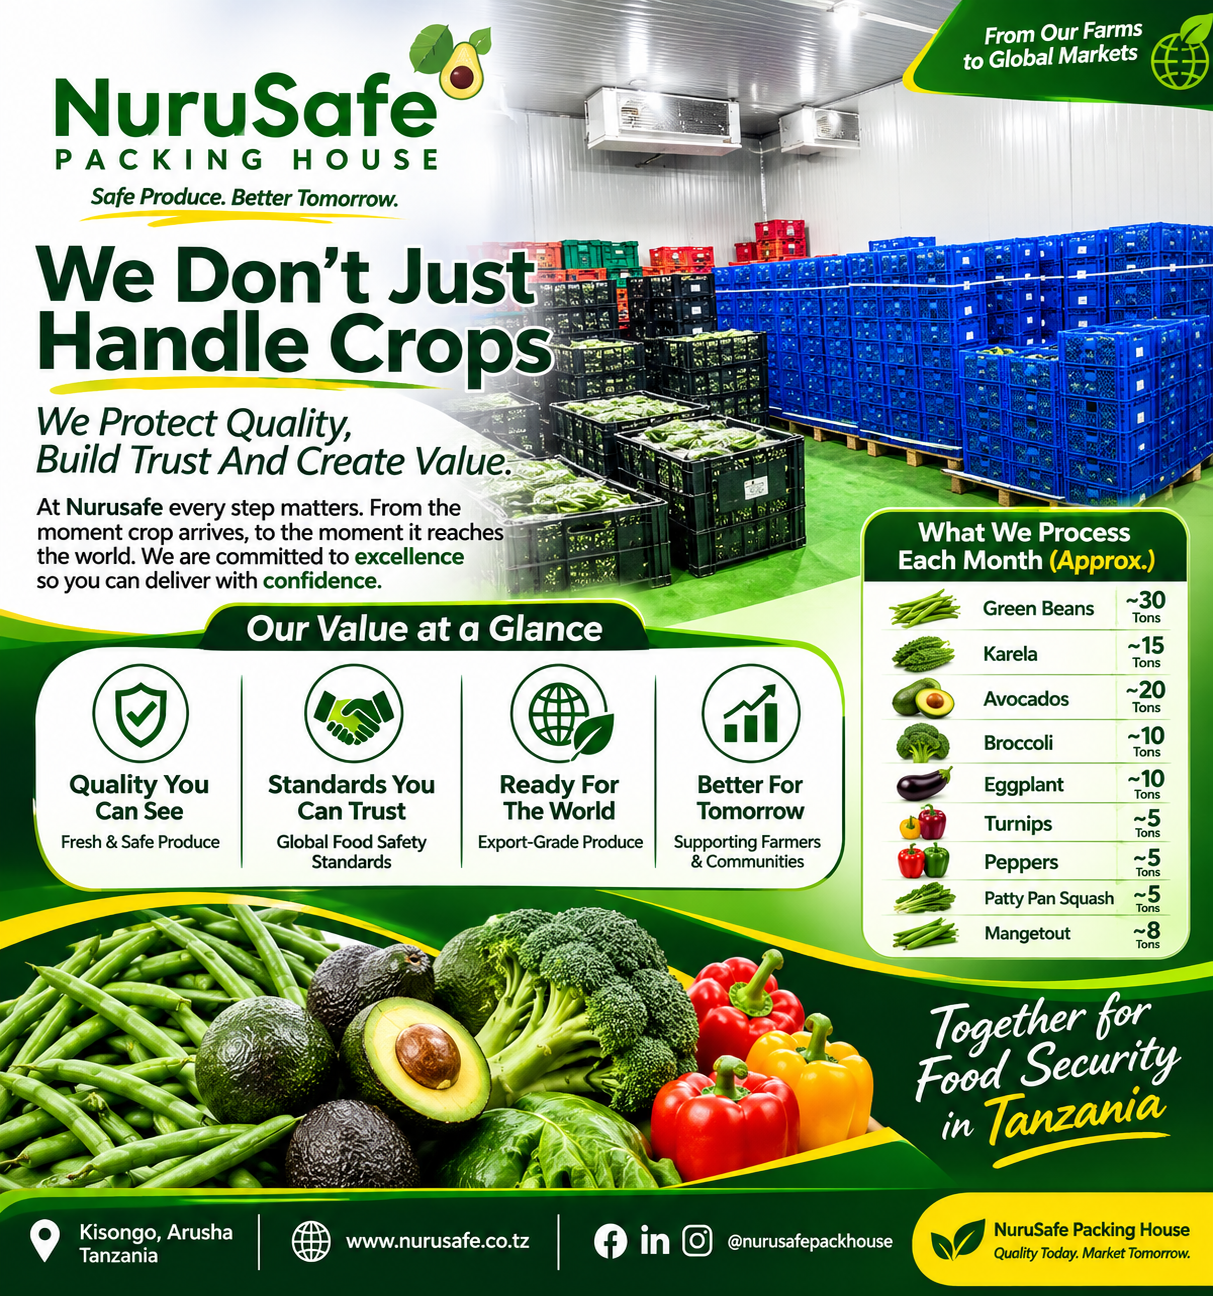 From Our Farms
to Global Markets
NuruSafe
PACKING HOUSE
Safe Produce. Better Tomorrow.
We Don't Just
Handle Crops
We Protect Quality,
Build Trust And Create Value.
At Nurusafe every step matters. From the
moment crop arrives, to the moment it reaches
the world. We are committed to excellence
so you can deliver with confidence.
Our Value at a Glance
Quality You
Can See
Fresh & Safe Produce
Standards You
Can Trust
Global Food Safety
Standards
Ready For
The World
Export-Grade Produce
Better For
Tomorrow
Supporting Farmers
& Communities
What We Process
Each Month (Approx.)
Green Beans ~30 Tons
Karela ~15 Tons
Avocados ~20 Tons
Broccoli ~10 Tons
Eggplant ~10 Tons
Turnips ~5 Tons
Peppers ~5 Tons
Patty Pan Squash ~5 Tons
Mangetout ~8 Tons
Together for
Food Security
in Tanzania
Kisongo, Arusha
Tanzania
www.nurusafe.co.tz
@nurusafepackhouse
NuruSafe Packing House
Quality Today. Market Tomorrow.